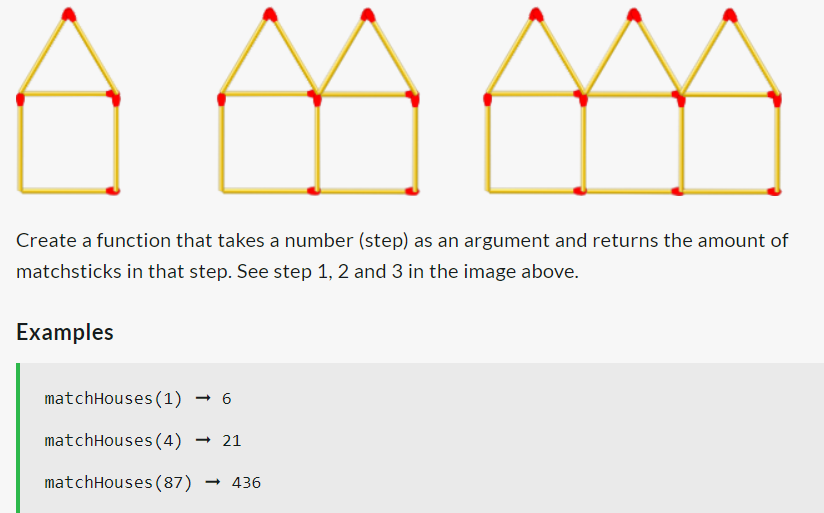 Create a function that takes a number (step) as an argument and returns the amount of
matchsticks in that step. See step 1, 2 and 3 in the image above.
Examples
matchHouses(1) ➞ 6
matchHouses(4) ➞ 21
matchHouses(87) ➞ 436